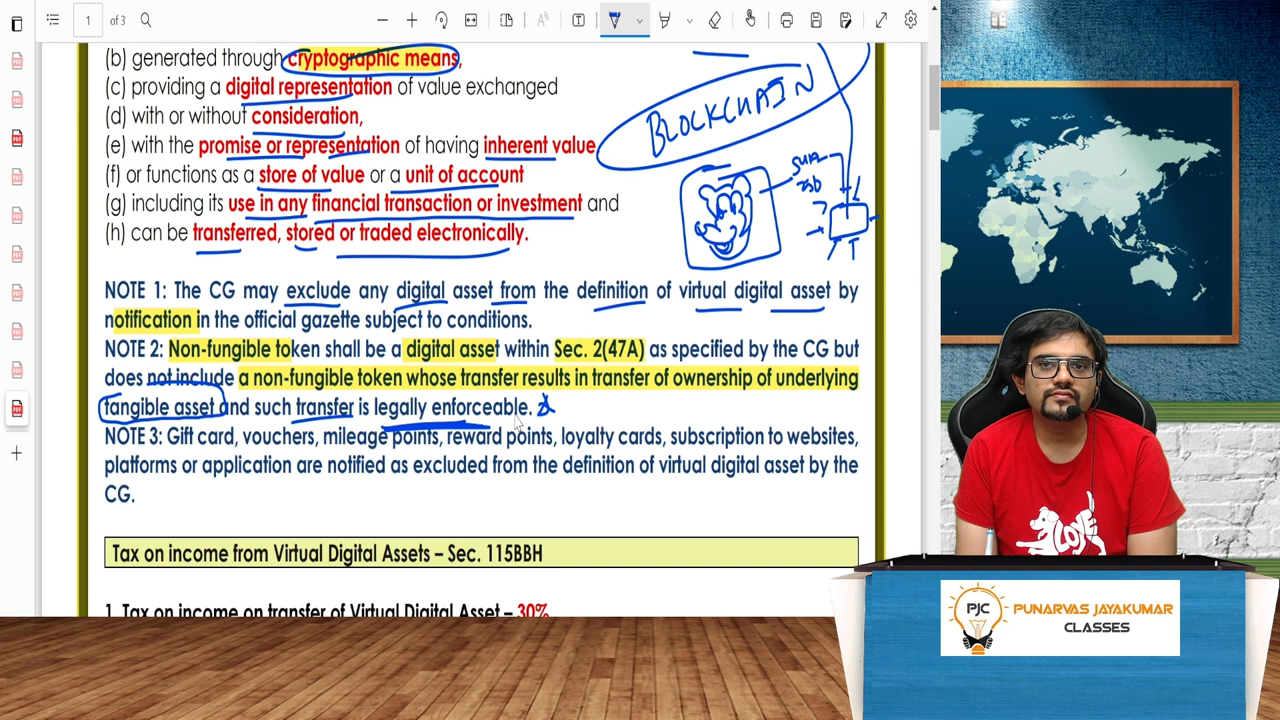 1 of 3
(b) generated through cryptographic means,
(c) providing a digital representation of value exchanged
(d) with or without consideration,
(e) with the promise or representation of having inherent value
(f) or functions as a store of value or a unit of account
(g) including its use in any financial transaction or investment and
(h) can be transferred, stored or traded electronically.
BLOCKCHAIN
NOTE 1: The CG may exclude any digital asset from the definition of virtual digital asset by
notification in the official gazette subject to conditions.
NOTE 2: Non-fungible token shall be a digital asset within Sec. 2(47A) as specified by the CG but
does not include a non-fungible token whose transfer results in transfer of ownership of underlying
tangible asset and such transfer is legally enforceable.
NOTE 3: Gift card, vouchers, mileage points, reward points, loyalty cards, subscription to websites,
platforms or application are notified as excluded from the definition of virtual digital asset by the
CG.
Tax on income from Virtual Digital Assets – Sec. 115BBH
1. Tax on income on transfer of Virtual Digital Asset – 30%
LOVE
PJC
PUNARVAS JAYAKUMAR
CLASSES